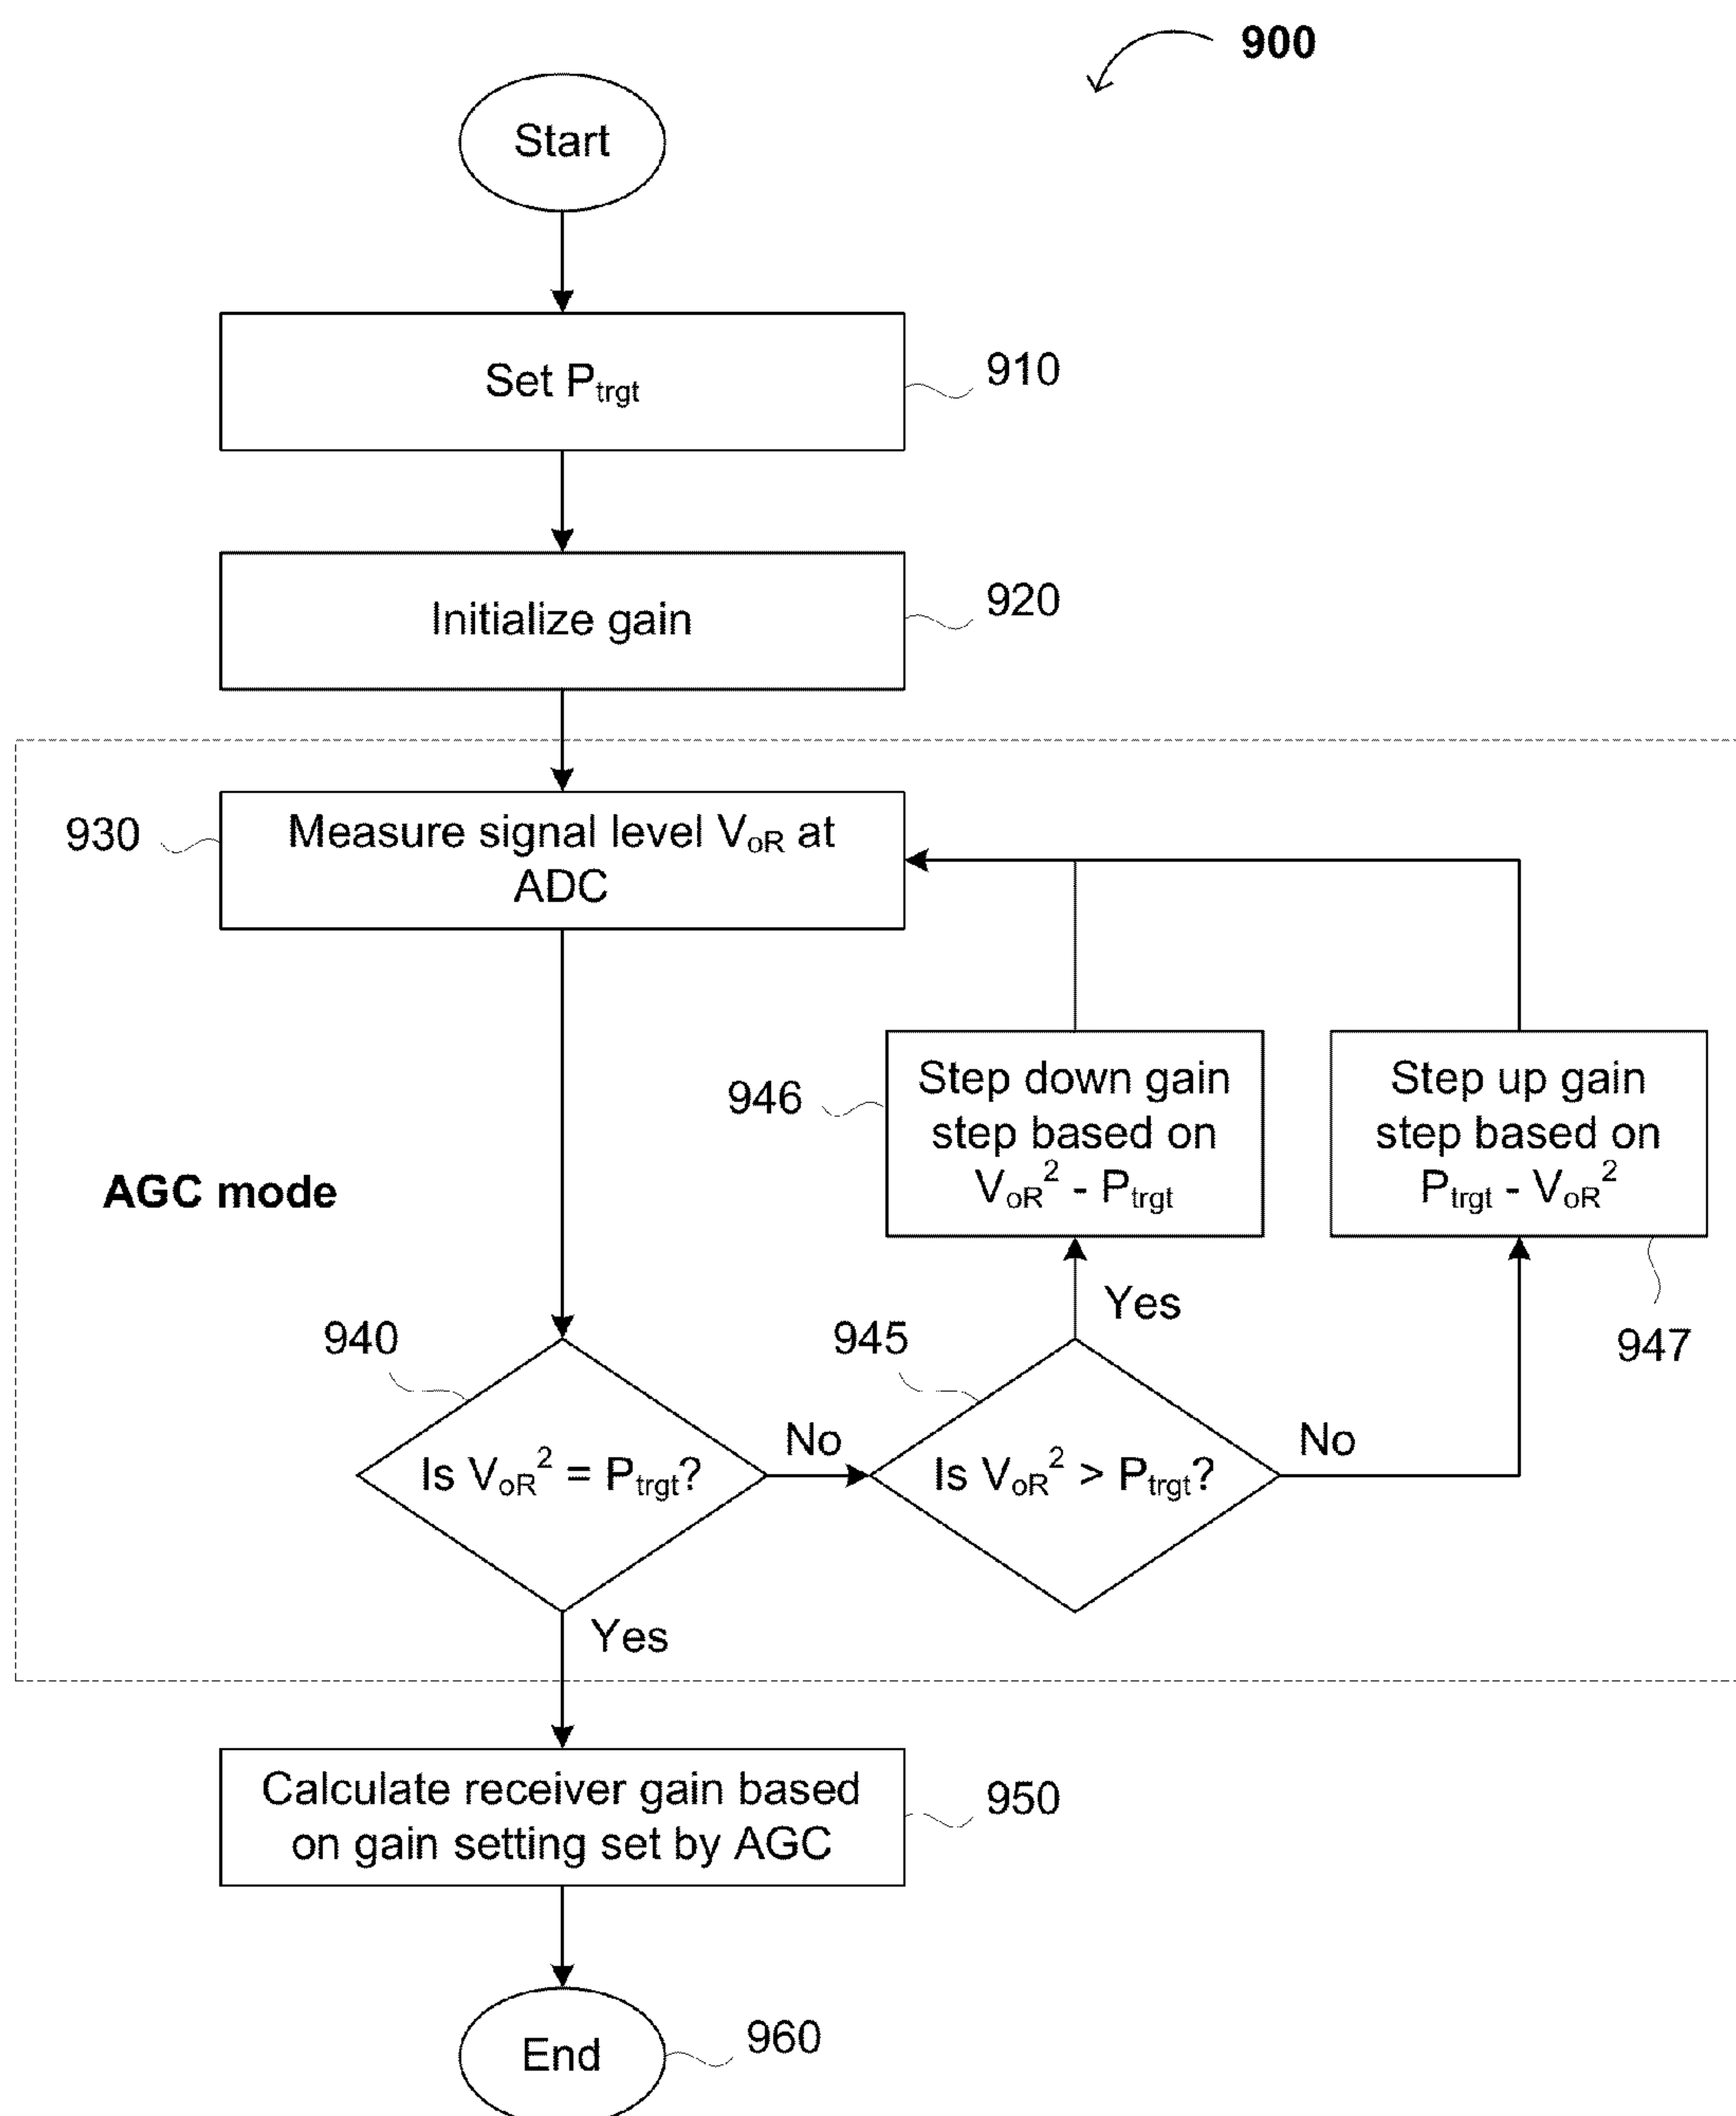 900
Start
Set Ptrgt
910
Initialize gain
920
930
Measure signal level VoR at
ADC
946
Step down gain
step based on
VoR² - Ptrgt
Step up gain
step based on
Ptrgt - VoR²
947
AGC mode
940
Is VoR² = Ptrgt?
No
945
Is VoR² > Ptrgt?
Yes
No
Yes
Calculate receiver gain based
on gain setting set by AGC
950
End
960